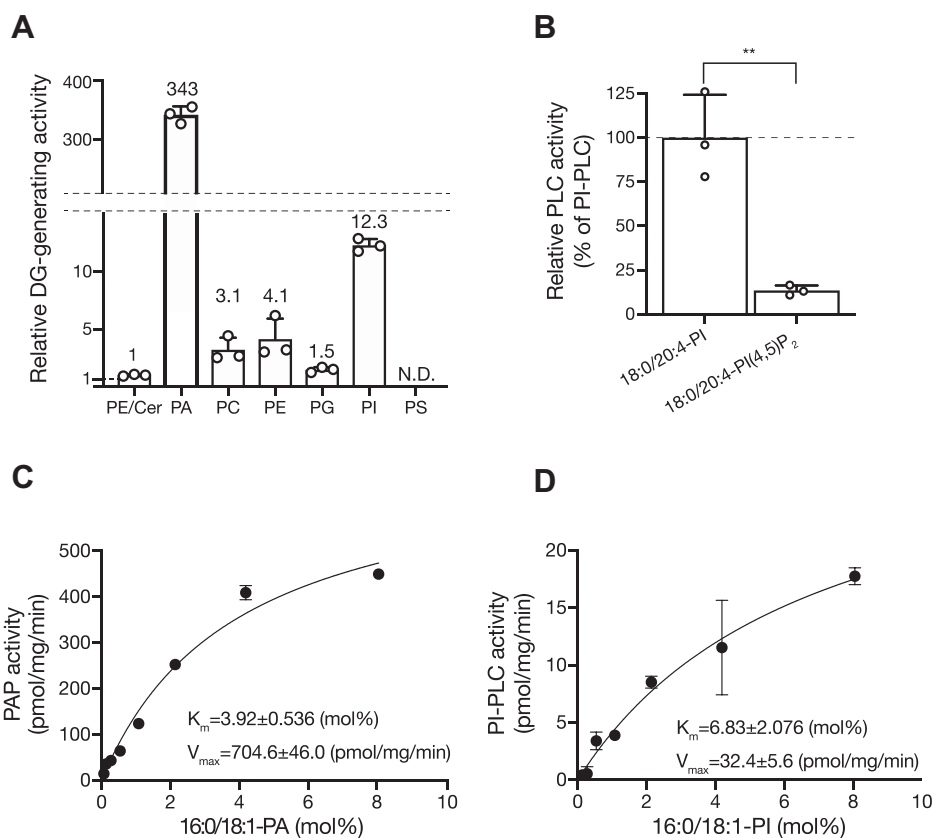 A
Relative DG-generating activity
400
300
10
5
1
1
343
3.1
4.1
1.5
12.3
N.D.
PE/Cer PA PC PE PG PI PS
B
Relative PLC activity
(% of PI-PLC)
125
100
75
50
25
0
**
18:0/20:4-PI
18:0/20:4-PI(4,5)P2
C
PAP activity
(pmol/mg/min)
500
400
300
200
100
0
Km=3.92±0.536 (mol%)
Vmax=704.6±46.0 (pmol/mg/min)
0 2 4 6 8 10
16:0/18:1-PA (mol%)
D
PI-PLC activity
(pmol/mg/min)
20
15
10
5
0
Km=6.83±2.076 (mol%)
Vmax=32.4±5.6 (pmol/mg/min)
0 2 4 6 8 10
16:0/18:1-PI (mol%)